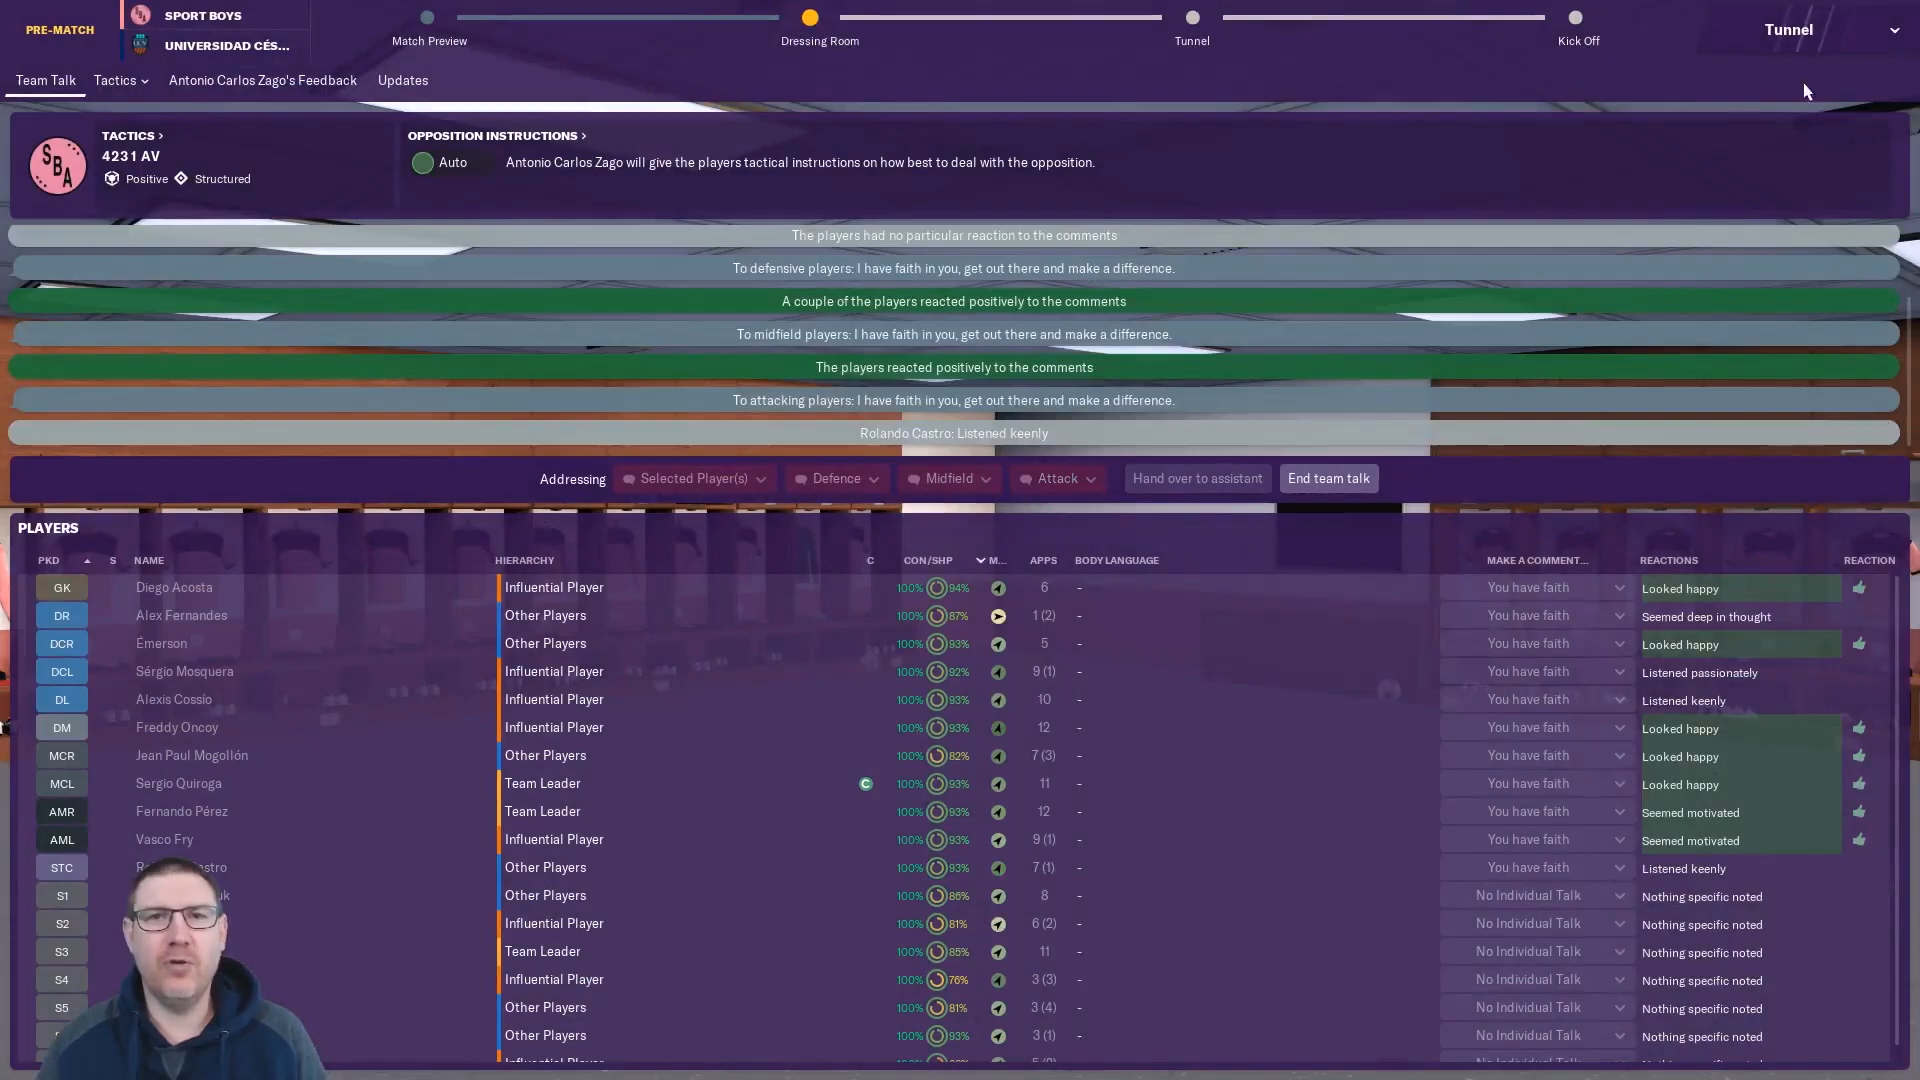 PRE-MATCH
SPORT BOYS
UNIVERSIDAD CÉS...
Match Preview
Dressing Room
Tunnel
Kick Off
Tunnel
Team Talk
Tactics
Antonio Carlos Zago's Feedback
Updates
SBA
TACTICS >
4231 AV
Positive
Structured
OPPOSITION INSTRUCTIONS >
Auto
Antonio Carlos Zago will give the players tactical instructions on how best to deal with the opposition.
The players had no particular reaction to the comments
To defensive players: I have faith in you, get out there and make a difference.
A couple of the players reacted positively to the comments
To midfield players: I have faith in you, get out there and make a difference.
The players reacted positively to the comments
To attacking players: I have faith in you, get out there and make a difference.
Rolando Castro: Listened keenly
Addressing Selected Player(s) Defence Midfield Attack Hand over to assistant End team talk
PLAYERS
PKD S NAME HIERARCHY C CON/SHP M... APPS BODY LANGUAGE MAKE A COMMENT... REACTIONS REACTION
GK Diego Acosta Influential Player 100% 94% 6 - You have faith Looked happy
DR Alex Fernandes Other Players 100% 87% 1 (2) - You have faith Seemed deep in thought
DCR Émerson Other Players 100% 93% 5 - You have faith Looked happy
DCL Sérgio Mosquera Influential Player 100% 92% 9 (1) - You have faith Listened passionately
DL Alexis Cossío Influential Player 100% 93% 10 - You have faith Listened keenly
DM Freddy Oncoy Influential Player 100% 93% 12 - You have faith Looked happy
MCR Jean Paul Mogollón Other Players 100% 82% 7 (3) - You have faith Looked happy
MCL Sergio Quiroga Team Leader C 100% 93% 11 - You have faith Looked happy
AMR Fernando Pérez Team Leader 100% 93% 12 - You have faith Seemed motivated
AML Vasco Fry Influential Player 100% 93% 9 (1) - You have faith Seemed motivated
STC Other Players 100% 93% 7 (1) - You have faith Listened keenly
S1 Other Players 100% 86% 8 - No Individual Talk Nothing specific noted
S2 Influential Player 100% 81% 6 (2) - No Individual Talk Nothing specific noted
S3 Team Leader 100% 85% 11 - No Individual Talk Nothing specific noted
S4 Influential Player 100% 76% 3 (3) - No Individual Talk Nothing specific noted
S5 Other Players 100% 81% 3 (4) - No Individual Talk Nothing specific noted
Other Players 100% 93% 3 (1) - No Individual Talk Nothing specific noted